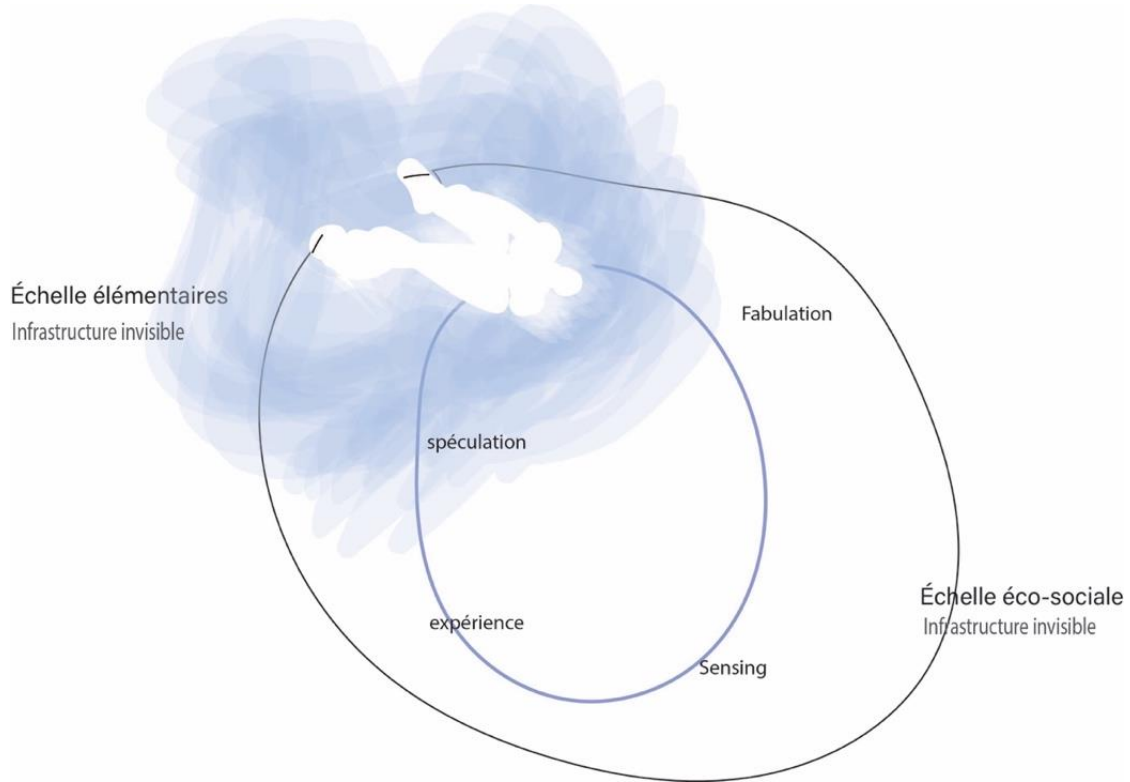 Échelle élémentaires
Infrastructure invisible
Fabulation
spéculation
expérience
Sensing
Échelle éco-sociale
Infrastructure invisible